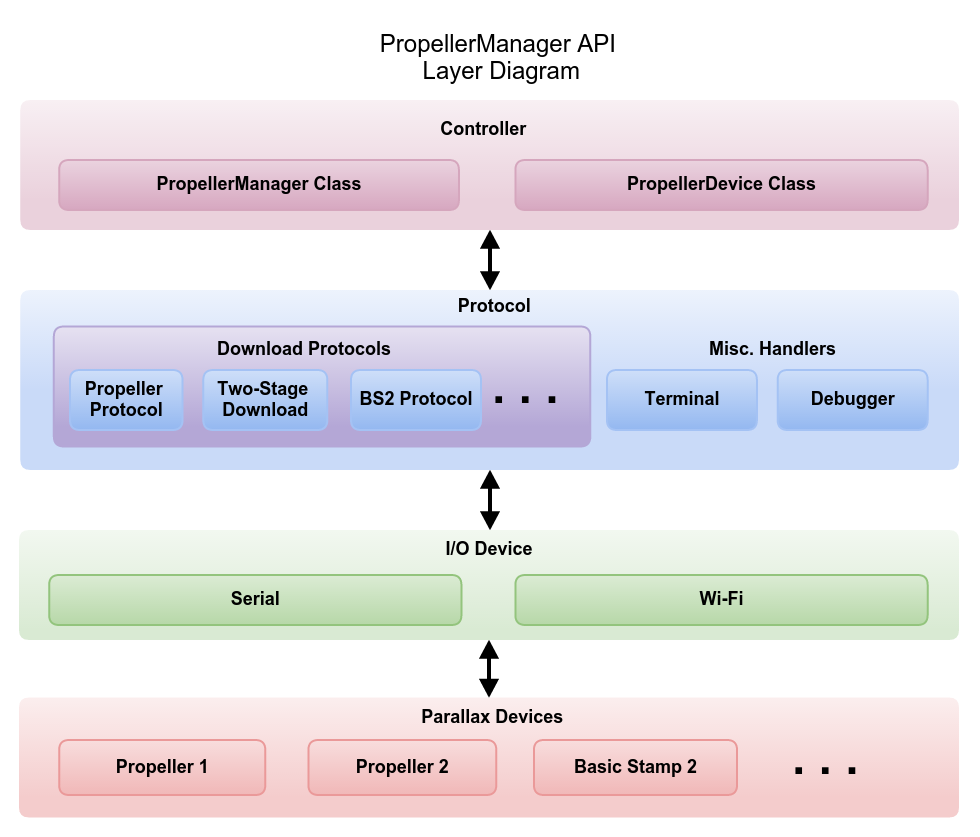 PropellerManager API
Layer Diagram
Controller
PropellerManager Class
PropellerDevice Class
Protocol
Download Protocols
Misc. Handlers
Propeller
Protocol
Two-Stage
Download
BS2 Protocol
. . .
Terminal
Debugger
I/O Device
Serial
Wi-Fi
Parallax Devices
Propeller 1
Propeller 2
Basic Stamp 2
. . .